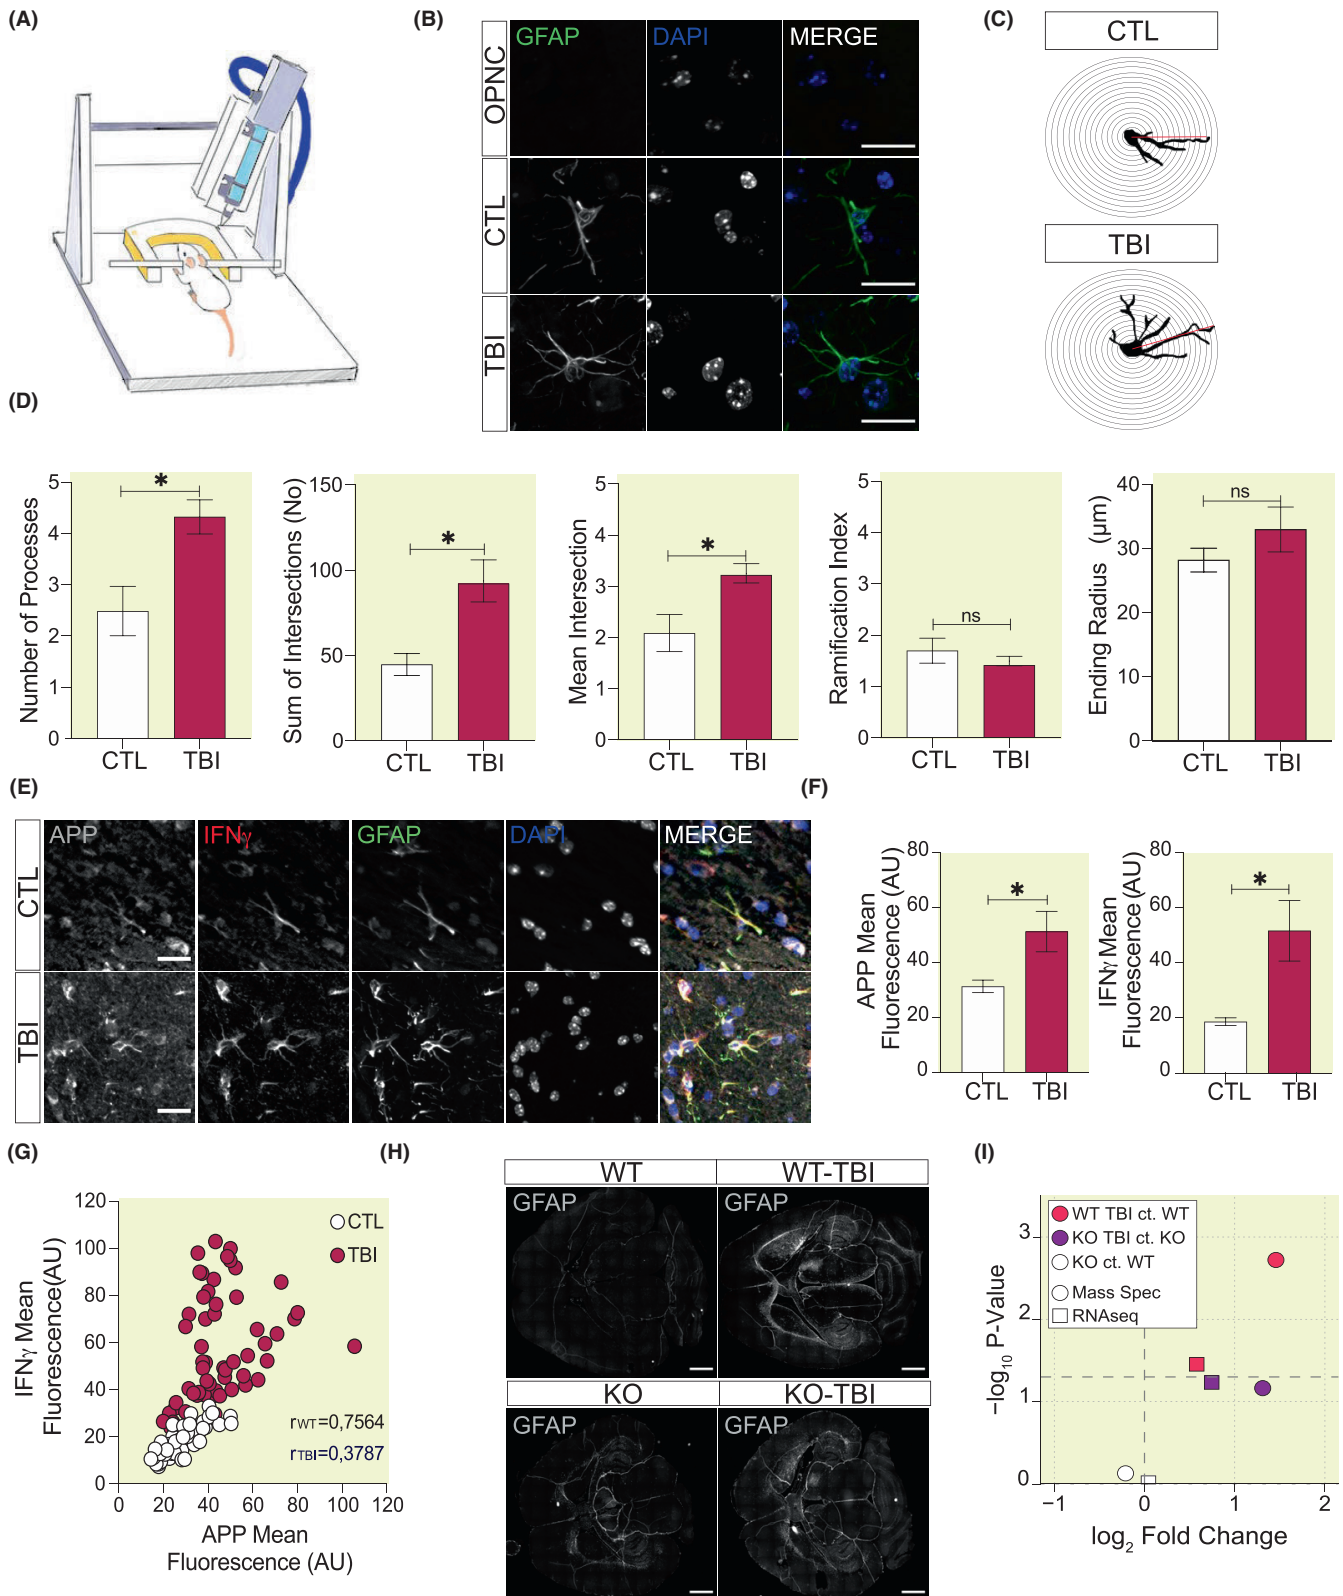 (A)
(B)
GFAP
DAPI
MERGE
OPNC
CTL
TBI
(C)
CTL
TBI
(D)
Number of Processes
5
4
3
2
1
0
*
CTL
TBI
Sum of Intersections (No)
150
100
50
0
*
CTL
TBI
Mean Intersection
5
4
3
2
1
0
*
CTL
TBI
Ramification Index
5
4
3
2
1
0
ns
CTL
TBI
Ending Radius (µm)
40
30
20
10
0
ns
CTL
TBI
(E)
APP
IFNγ
GFAP
DAPI
MERGE
CTL
TBI
(F)
APP Mean
Fluorescence (AU)
80
60
40
20
0
*
CTL
TBI
IFNγ Mean
Fluorescence (AU)
80
60
40
20
0
*
CTL
TBI
(G)
IFNγ Mean
Fluorescence(AU)
120
100
80
60
40
20
0
CTL
TBI
rWT=0,7564
rTBI=0,3787
0 20 40 60 80 100 120
APP Mean
Fluorescence (AU)
(H)
WT
WT-TBI
GFAP
GFAP
KO
KO-TBI
GFAP
GFAP
(I)
−log10 P-Value
3
2
1
0
WT TBI ct. WT
KO TBI ct. KO
KO ct. WT
Mass Spec
RNAseq
−1 0 1 2
log2 Fold Change